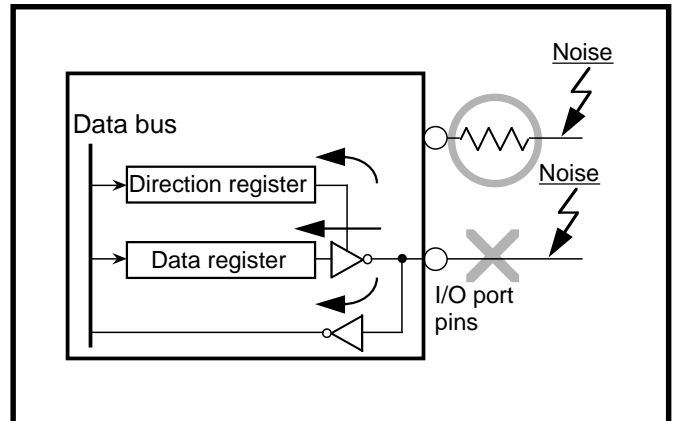 Noise
Data bus
Direction register
Noise
Data register
I/O port
pins